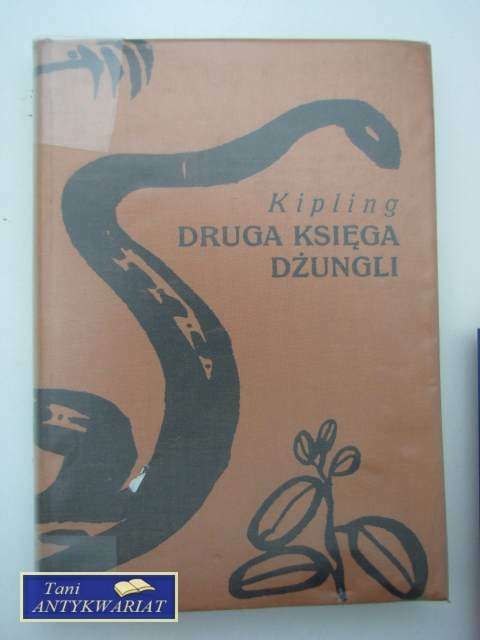 Kipling
DRUGA KSIĘGA
DŻUNGLI
Tani
ANTYKWARIAT